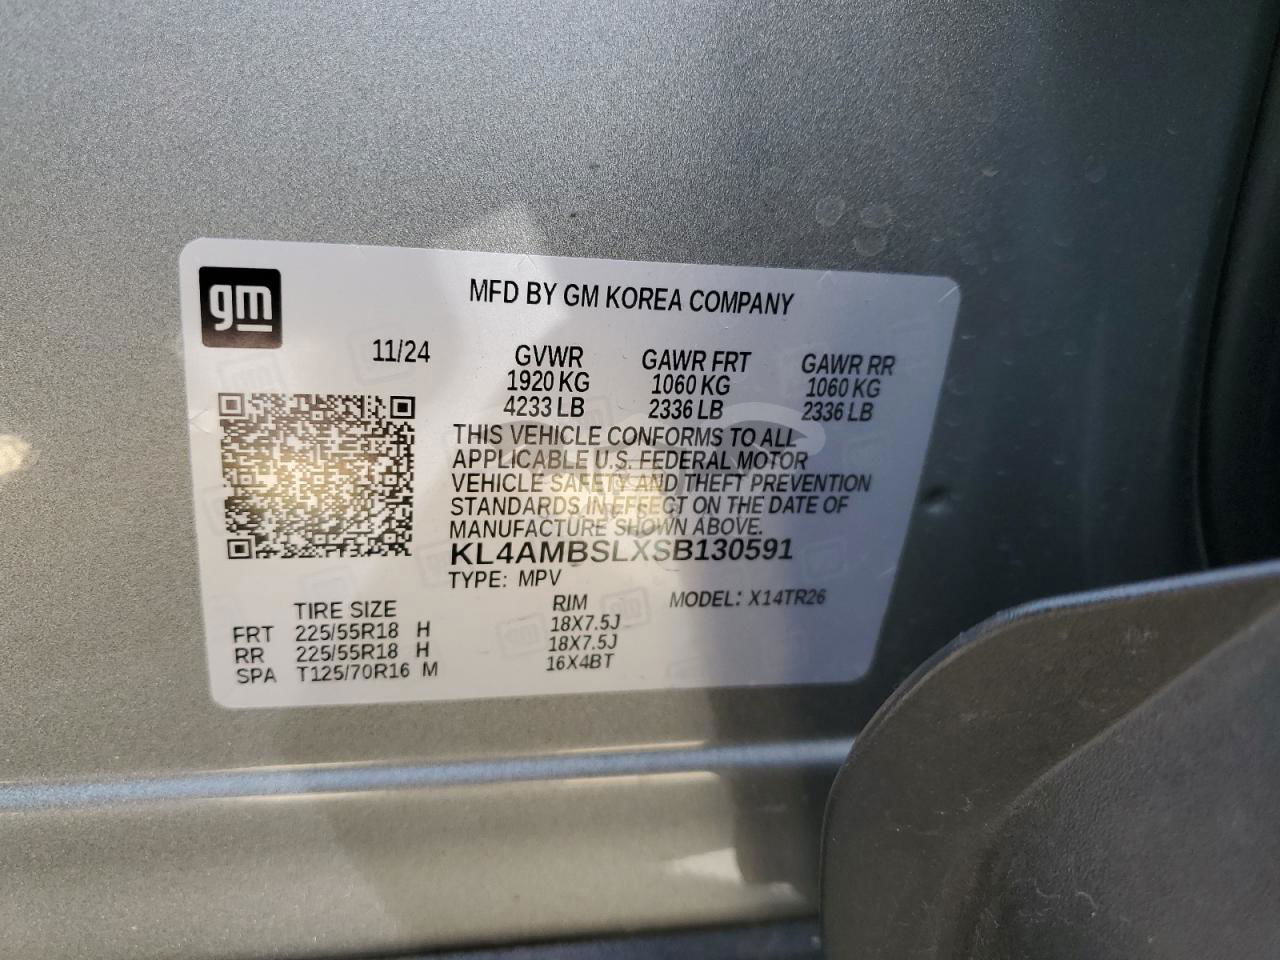 gm
MFD BY GM KOREA COMPANY
11/24
GVWR GAWR FRT GAWR RR
1920 KG 1060 KG 1060 KG
4233 LB 2336 LB 2336 LB
THIS VEHICLE CONFORMS TO ALL
APPLICABLE U.S. FEDERAL MOTOR
VEHICLE SAFETY AND THEFT PREVENTION
STANDARDS IN EFFECT ON THE DATE OF
MANUFACTURE SHOWN ABOVE.
KL4AMBSLXSB130591
TYPE: MPV
MODEL: X14TR26
TIRE SIZE RIM
FRT 225/55R18 H 18X7.5J
RR 225/55R18 H 18X7.5J
SPA T125/70R16 M 16X4BT